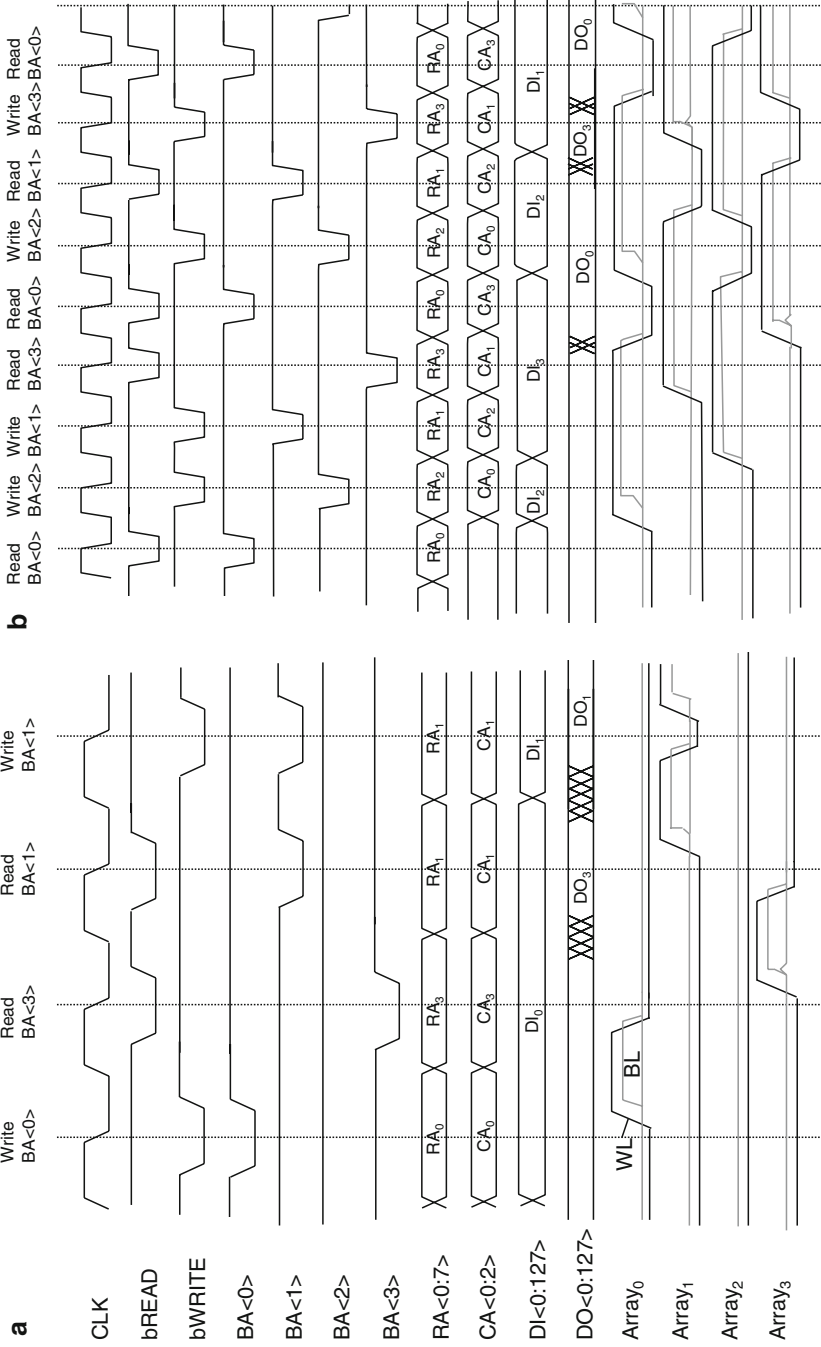 a
Write Read Read Write
BA<0> BA<3> BA<1> BA<1>
CLK
bREAD
bWRITE
BA<0>
BA<1>
BA<2>
BA<3>
RA<0:7> RA₀ RA₃ RA₁ RA₁
CA<0:2> CA₀ CA₃ CA₁ CA₁
DI<0:127> DI₀ DI₁
DO<0:127> DO₃ DO₁
Array₀ WL BL
Array₁
Array₂
Array₃
b
Read Write Write Read Read Write Read Write Read
BA<0> BA<2> BA<1> BA<3> BA<0> BA<2> BA<1> BA<3> BA<0>
RA₀ RA₂ RA₁ RA₃ RA₀ RA₂ RA₁ RA₃ RA₀
CA₀ CA₂ CA₁ CA₃ CA₀ CA₂ CA₁ CA₃
DI₂ DI₃ DI₂ DI₁
DO₀ DO₃ DO₀